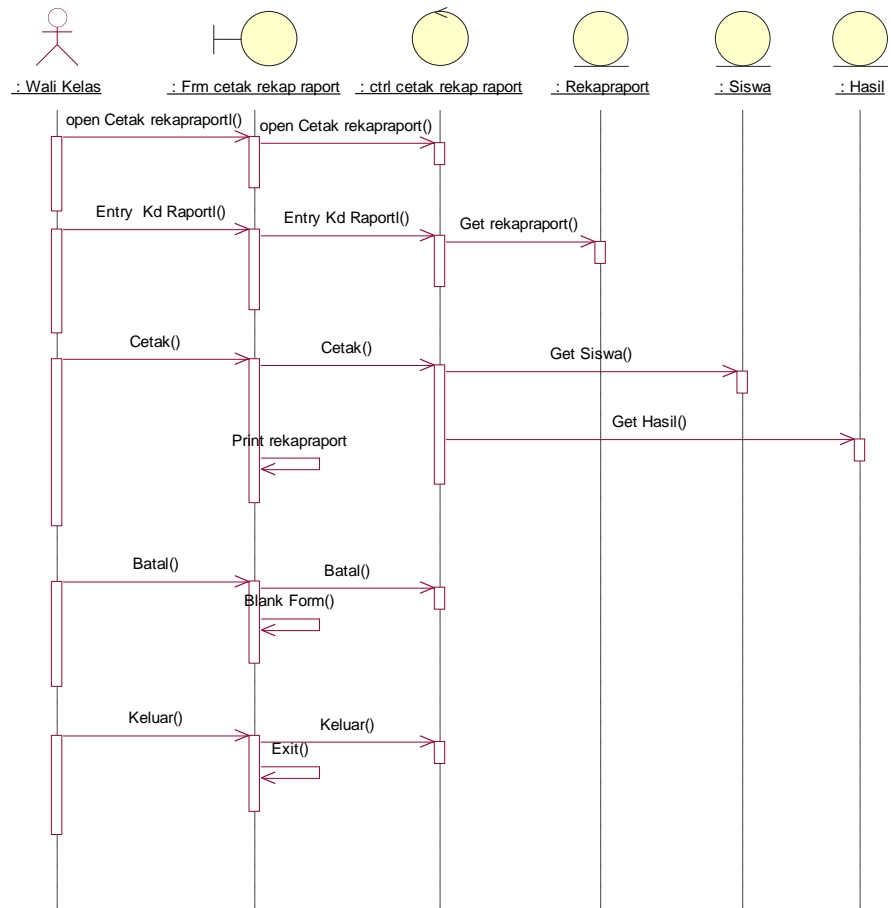 : Wali Kelas
: Frm cetak rekap raport
: ctrl cetak rekap raport
: Rekapraport
: Siswa
: Hasil
open Cetak rekapraportl()
open Cetak rekapraport()
Entry Kd Raportl()
Entry Kd Raportl()
Get rekapraport()
Cetak()
Cetak()
Get Siswa()
Get Hasil()
Print rekapraport
Batal()
Batal()
Blank Form()
Keluar()
Keluar()
Exit()